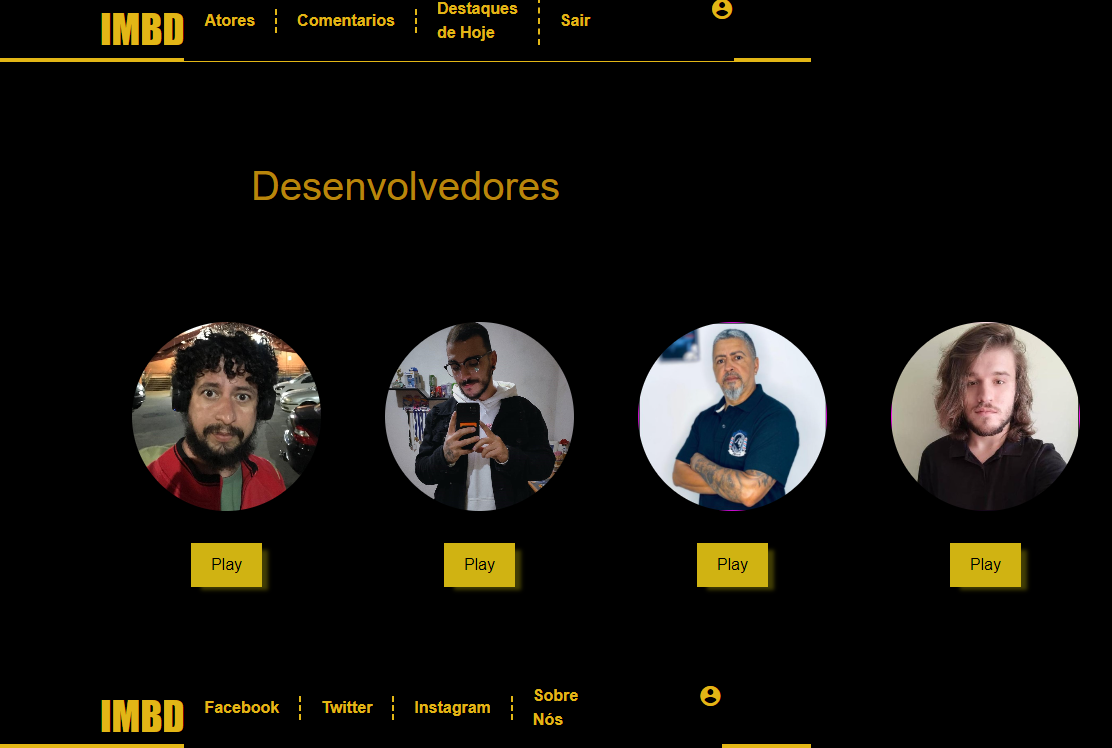 IMBD
Atores
Comentarios
Destaques
de Hoje
Sair
Desenvolvedores
Play
Play
Play
Play
IMBD
Facebook
Twitter
Instagram
Sobre
Nós